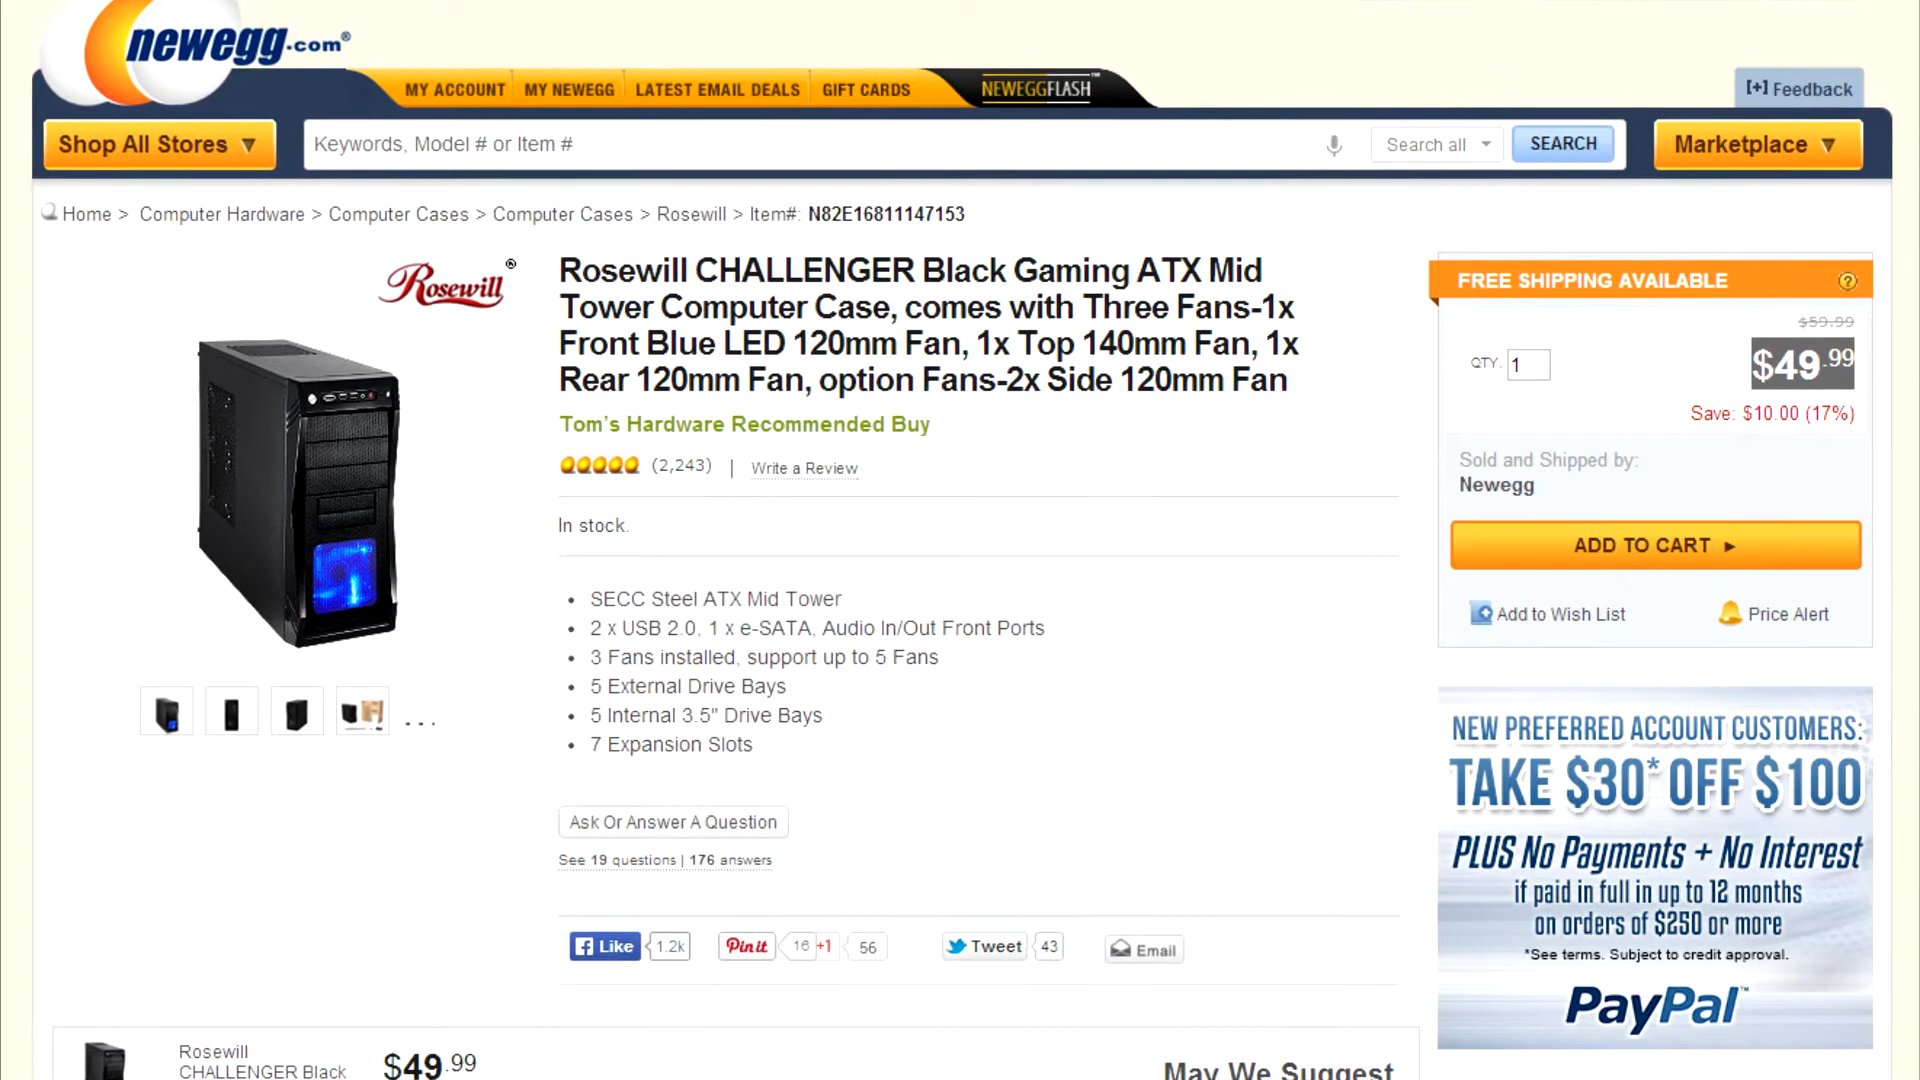 newegg.com®
MY ACCOUNT
MY NEWEGG
LATEST EMAIL DEALS
GIFT CARDS
NEWEGGFLASH™
[+] Feedback
Shop All Stores ▼
Keywords, Model # or Item #
Search all
SEARCH
Marketplace ▼
Home > Computer Hardware > Computer Cases > Computer Cases > Rosewill > Item#: N82E16811147153
Rosewill®
Rosewill CHALLENGER Black Gaming ATX Mid
Tower Computer Case, comes with Three Fans-1x
Front Blue LED 120mm Fan, 1x Top 140mm Fan, 1x
Rear 120mm Fan, option Fans-2x Side 120mm Fan
Tom's Hardware Recommended Buy
(2,243) | Write a Review
In stock.
• SECC Steel ATX Mid Tower
• 2 x USB 2.0, 1 x e-SATA, Audio In/Out Front Ports
• 3 Fans installed, support up to 5 Fans
• 5 External Drive Bays
• 5 Internal 3.5" Drive Bays
• 7 Expansion Slots
...
Ask Or Answer A Question
See 19 questions | 176 answers
Like 1.2k
Pin it 16
+1 56
Tweet 43
Email
FREE SHIPPING AVAILABLE ?
$59.99
QTY. 1
$49.99
Save: $10.00 (17%)
Sold and Shipped by:
Newegg
ADD TO CART ►
Add to Wish List
Price Alert
NEW PREFERRED ACCOUNT CUSTOMERS:
TAKE $30* OFF $100
PLUS No Payments + No Interest
if paid in full in up to 12 months
on orders of $250 or more
*See terms. Subject to credit approval.
PayPal™
Rosewill
CHALLENGER Black
$49.99
May We Suggest